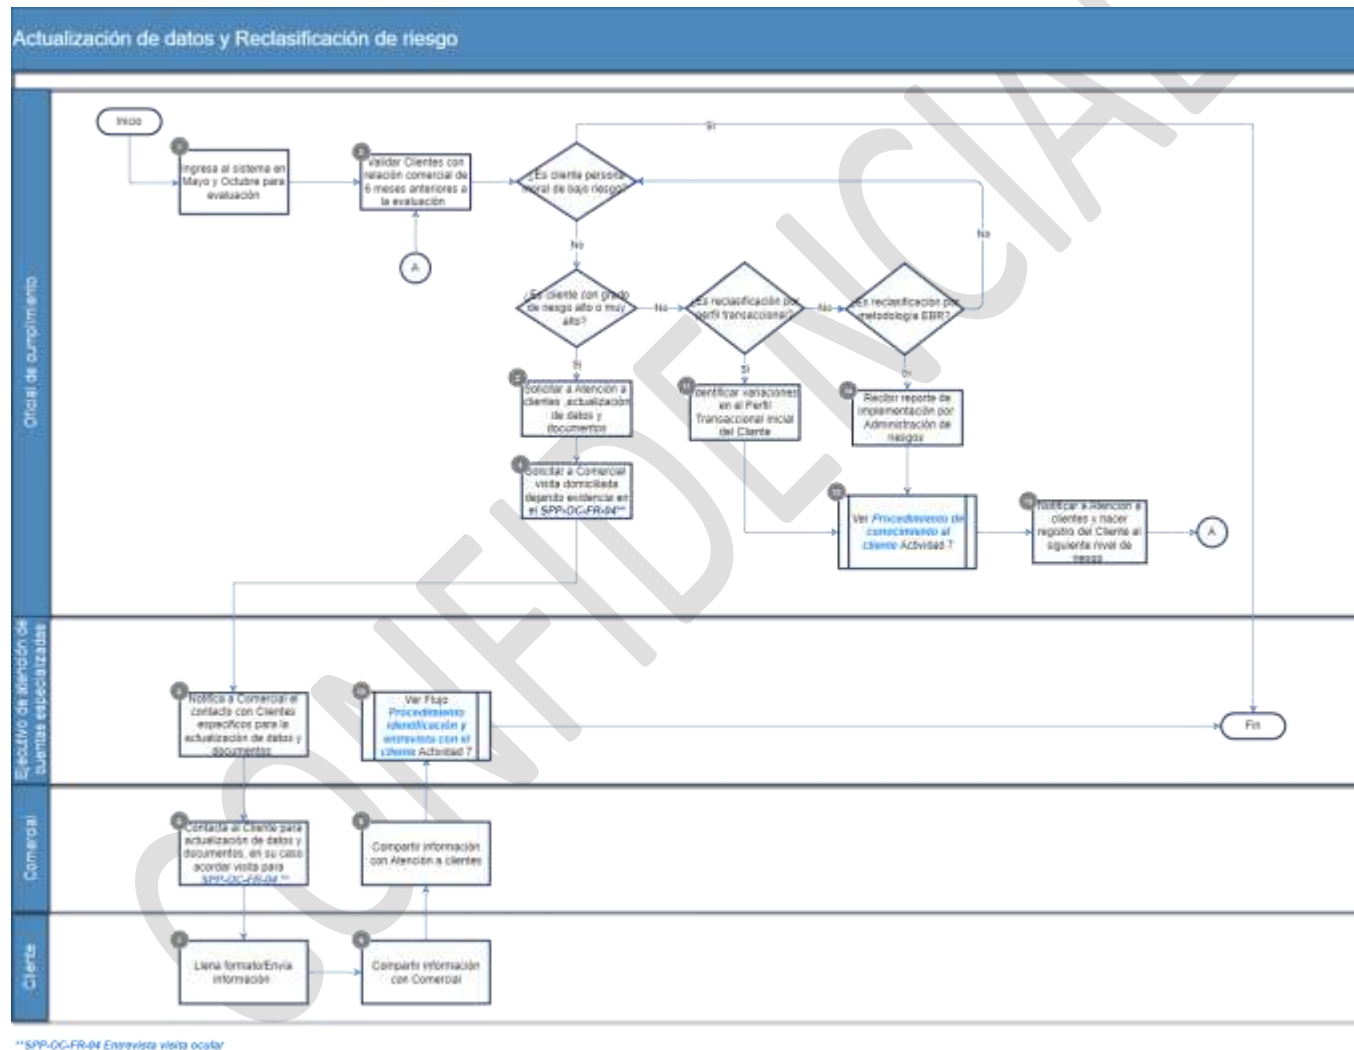 Actualización de datos y Reclasificación de riesgo
Oficial de cumplimiento
Inicio
Ingresa al sistema en
Mayo y Octubre para
evaluación
Validar Clientes con
relación comercial de
6 meses anteriores a
la evaluación
A
¿Es cliente persona
moral de bajo riesgo?
Si
No
¿Es cliente con grado
de riesgo alto o muy
alto?
No
¿Es reclasificación por
perfil transaccional?
No
¿Es reclasificación por
metodología EBR?
No
Si
Si
Si
Solicitar a Atención a
clientes ,actualización
de datos y
documentos
Identificar variaciones
en el Perfil
Transaccional Inicial
del Cliente
Recibir reporte de
implementación por
Administración de
riesgos
Solicitar a Comercial
visita domiciliada
dejando evidencia en
el SPP-OC-FR-04**
Ver Procedimiento de
conocimiento al
cliente Actividad 7
Notificar a Atención a
clientes y hacer
registro del Cliente al
siguiente nivel de
riesgo
A
Ejecutivo de atención de
cuentas especializadas
Notifica a Comercial el
contacto con Clientes
específicos para la
actualización de datos y
documentos
Ver Flujo
Procedimiento
identificación y
entrevista con el
cliente Actividad 7
Fin
Comercial
Contacta al Cliente para
actualización de datos y
documentos, en su caso
acordar visita para
SPP-OC-FR-04 **
Compartir información
con Atención a clientes
Cliente
Llena formato/Envía
información
Compartir información
con Comercial
**SPP-OC-FR-04 Entrevista visita ocular
CONFIDENCIAL